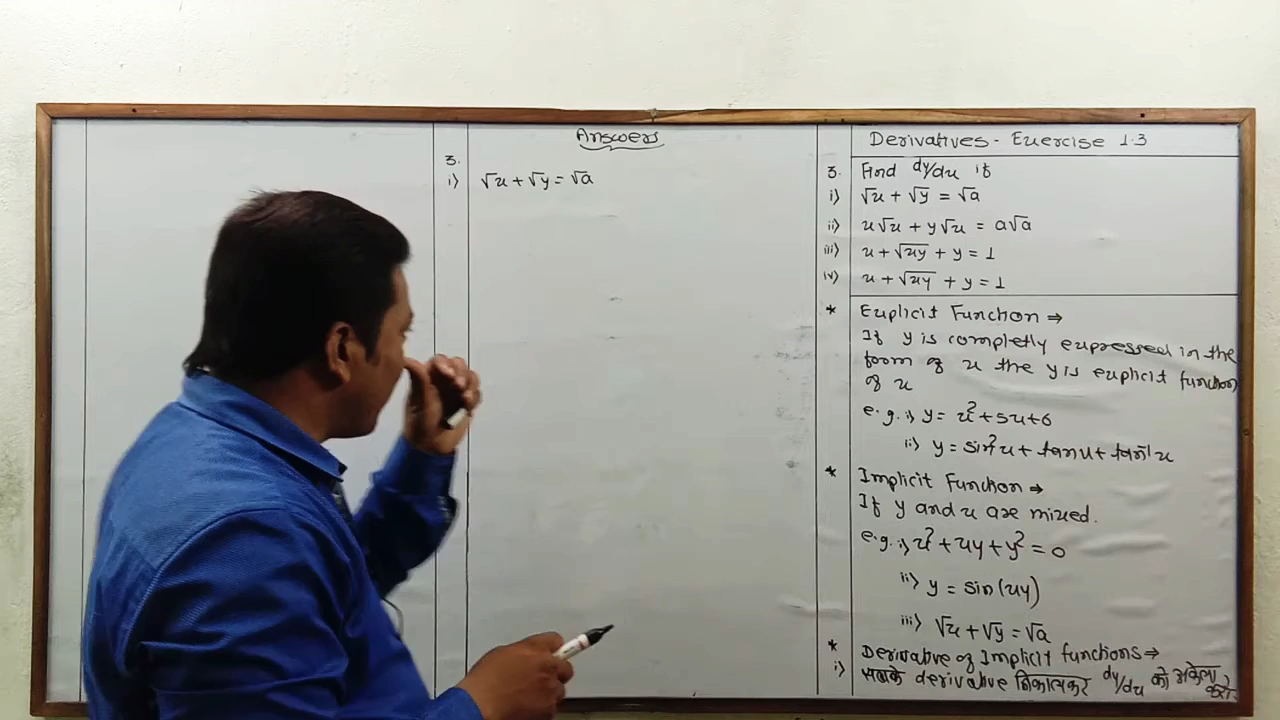 Answers
3.
i) √x + √y = √a
Derivatives - Exercise 1.3
3. Find dy/dx if
i) √x + √y = √a
ii) x√x + y√x = a√a
iii) x + √xy + y = 1
iv) x + √xy + y = 1
* Explicit Function ⇒
If y is completly expressed in the
form of x the y is explicit function
of x
e.g. i) y = x² + 5x + 6
ii) y = sin²x + tanx + tan⁻¹x
* Implicit Function ⇒
If y and x are mixed.
e.g. i) x² + xy + y² = 0
ii) y = sin(xy)
iii) √x + √y = √a
* Derivative of Implicit functions ⇒
i) सबके derivative निकालकर dy/dx को अकेला
करो